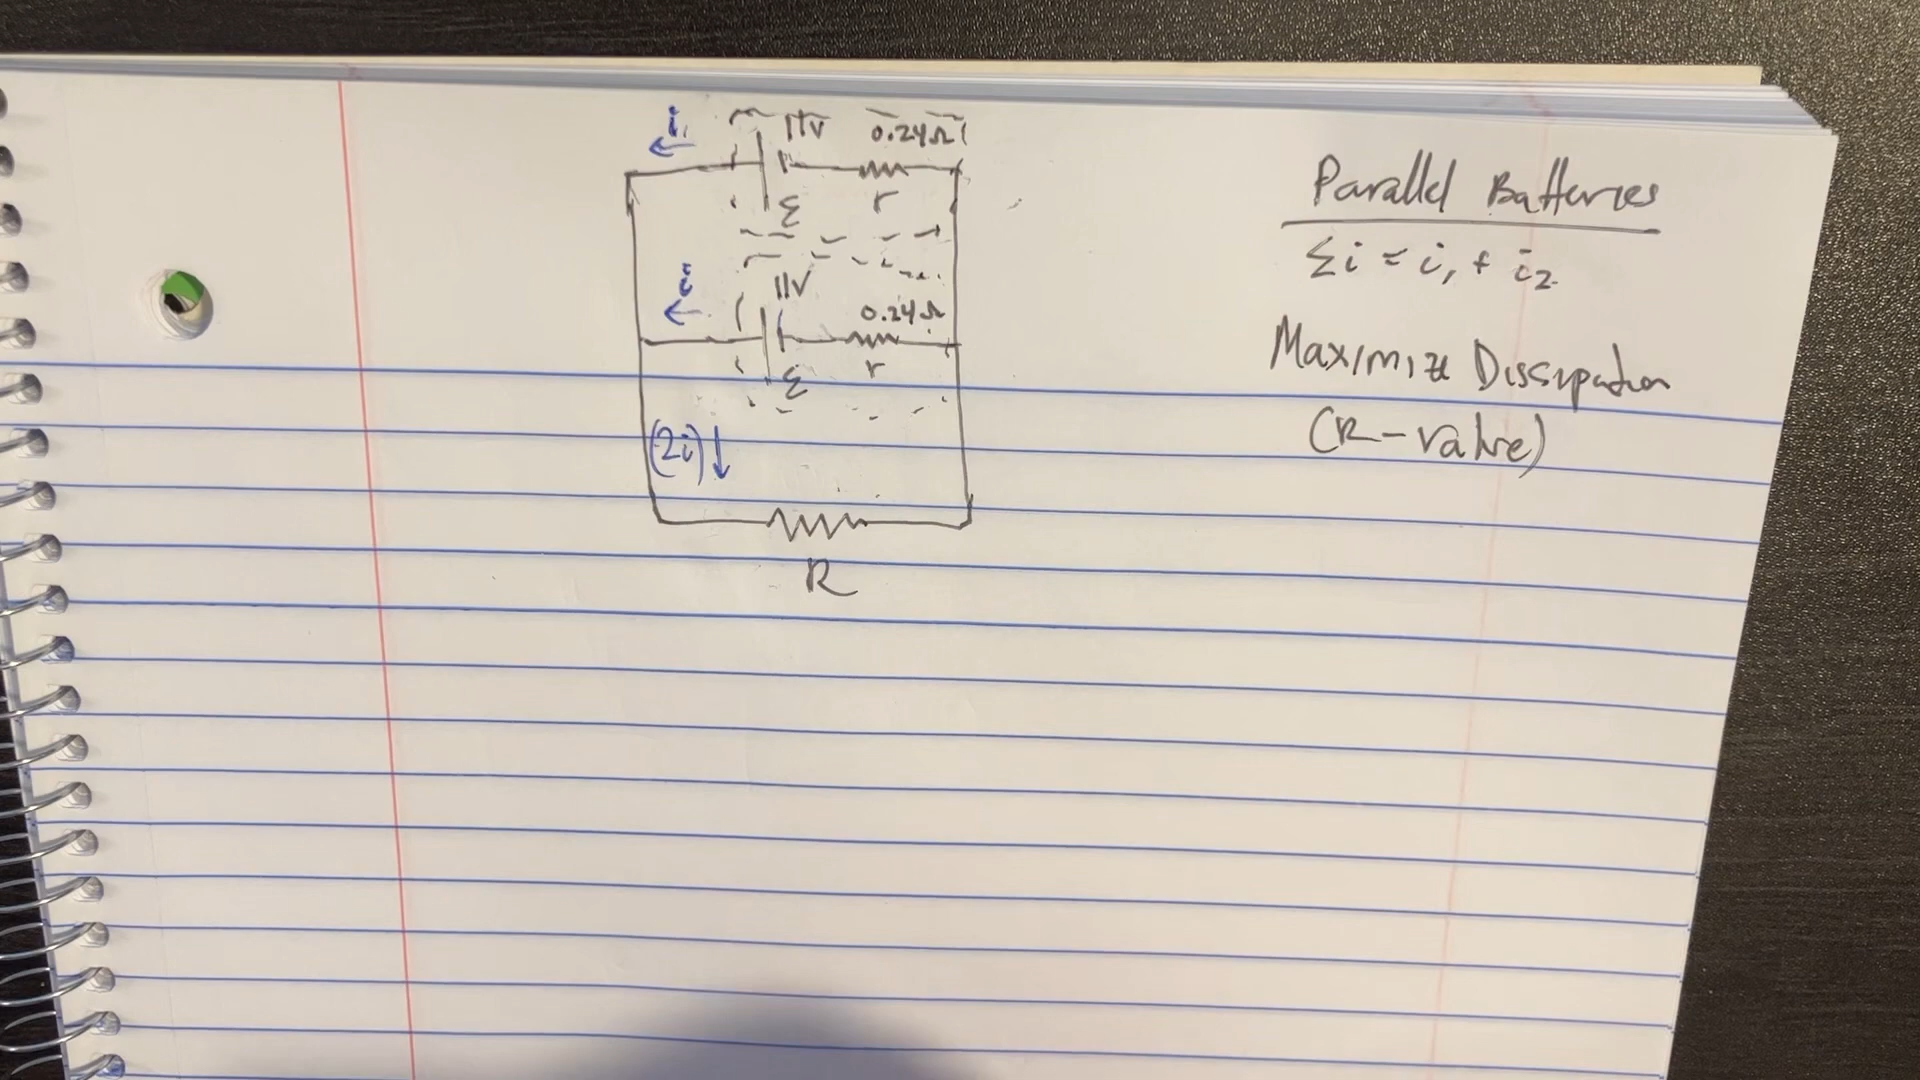 i₁
11V
0.24Ω
ε
r
i
11V
0.24Ω
ε
r
(2i)
R
Parallel Batteries
Σi = i₁ + i₂
Maximize Dissipation
(R-value)